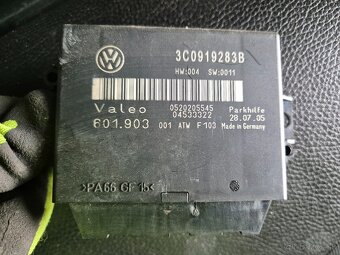 3C0919283B
HW:004 SW:0011
Valeo 0520205545 Parkhilfe
04533322 28.07.05
601.903 001 ATW F103 Made in Germany
>PA66 GF15<